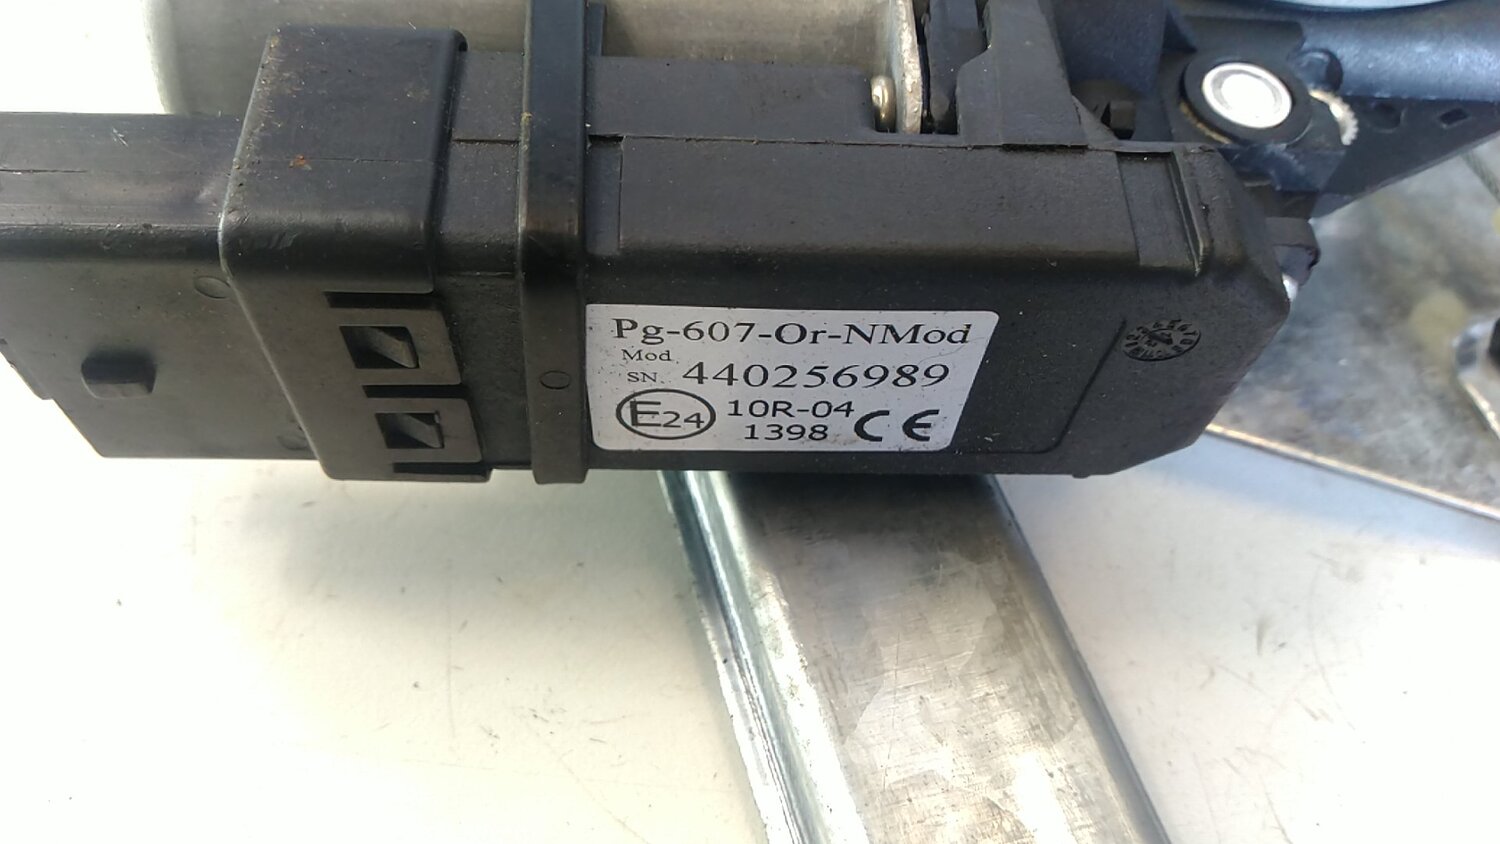 Pg-607-Or-NMod
Mod
SN. 440256989
E24 10R-04
1398 CE